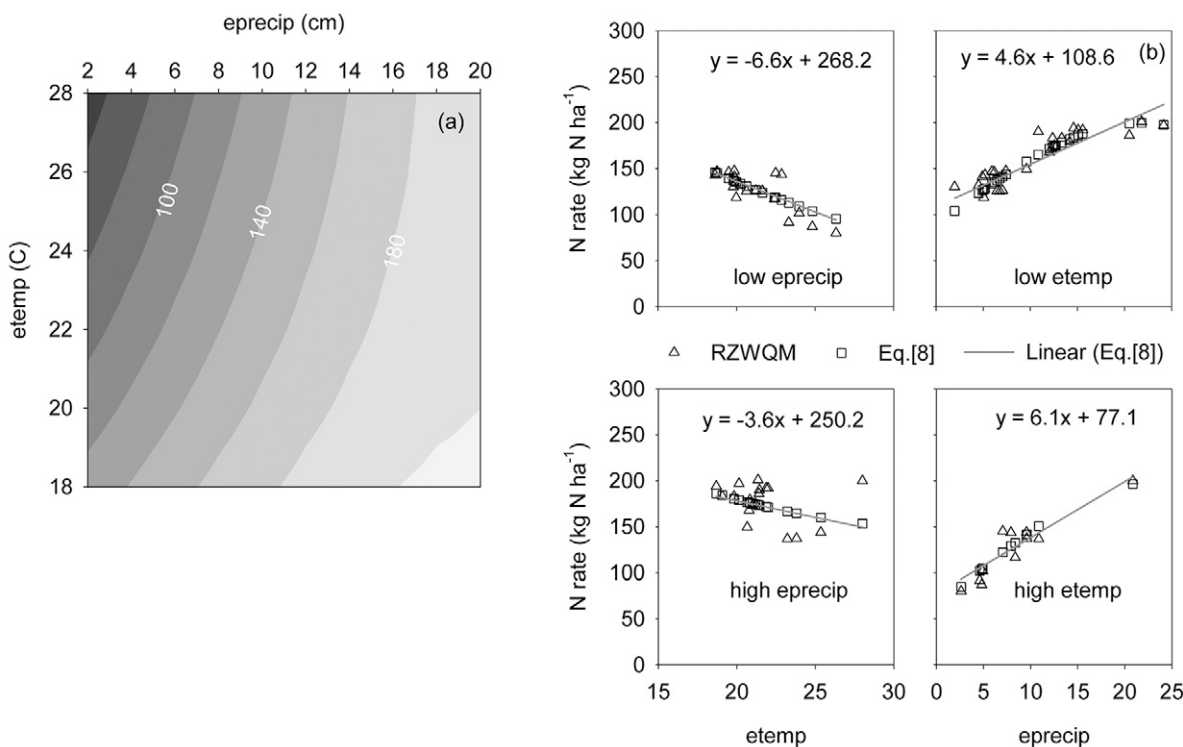 eprecip (cm)
2 4 6 8 10 12 14 16 18 20
28
26
24
22
20
18
etemp (C)
(a)
100
140
180
300
250
200
150
100
50
0
N rate (kg N ha⁻¹)
y = -6.6x + 268.2
low eprecip
y = 4.6x + 108.6
(b)
low etemp
RZWQM Eq.[8] Linear (Eq.[8])
300
250
200
150
100
50
0
N rate (kg N ha⁻¹)
y = -3.6x + 250.2
high eprecip
y = 6.1x + 77.1
high etemp
15 20 25 30
0 5 10 15 20 25
etemp
eprecip